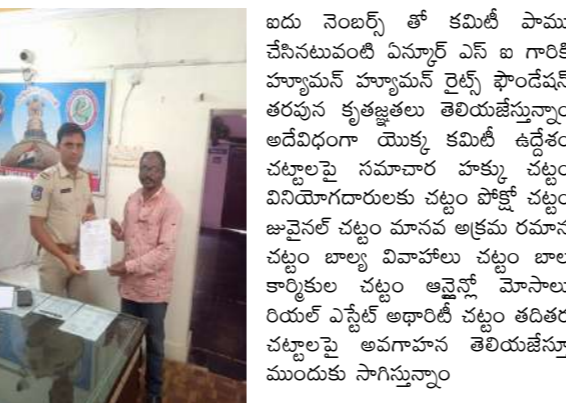 ఐదు నెంబర్స్ తో కమిటీ పాము
చేసినటువంటి ఏన్కూర్ ఎస్ ఐ గారికి
హ్యూమన్ హ్యూమన్ రైట్స్ ఫౌండేషన్
తరపున కృతజ్ఞతలు తెలియజేస్తున్నాం
అదేవిధంగా యొక్క కమిటీ ఉద్దేశం
చట్టాలపై సమాచార హక్కు చట్టం
వినియోగదారులకు చట్టం పోక్షో చట్టం
జువైనల్ చట్టం మానవ అక్రమ రమాన
చట్టం బాల్య వివాహాలు చట్టం బాల
కార్మికుల చట్టం ఆన్లైన్లో మోసాలు
రియల్ ఎస్టేట్ అథారిటీ చట్టం తదితర
చట్టాలపై అవగాహన తెలియజేస్తూ
ముందుకు సాగిస్తున్నాం